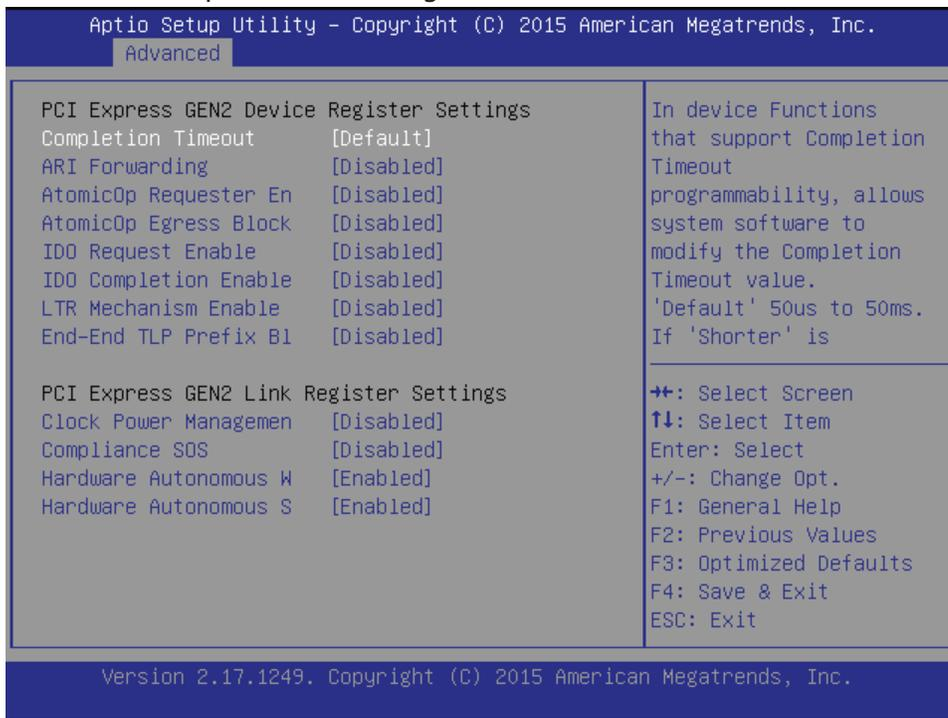 Aptio Setup Utility – Copyright (C) 2015 American Megatrends, Inc.
Advanced
PCI Express GEN2 Device Register Settings
Completion Timeout [Default]
ARI Forwarding [Disabled]
AtomicOp Requester En [Disabled]
AtomicOp Egress Block [Disabled]
IDO Request Enable [Disabled]
IDO Completion Enable [Disabled]
LTR Mechanism Enable [Disabled]
End-End TLP Prefix Bl [Disabled]
PCI Express GEN2 Link Register Settings
Clock Power Managemen [Disabled]
Compliance SOS [Disabled]
Hardware Autonomous W [Enabled]
Hardware Autonomous S [Enabled]
In device Functions
that support Completion
Timeout
programmability, allows
system software to
modify the Completion
Timeout value.
'Default' 50us to 50ms.
If 'Shorter' is
→←: Select Screen
↑↓: Select Item
Enter: Select
+/-: Change Opt.
F1: General Help
F2: Previous Values
F3: Optimized Defaults
F4: Save & Exit
ESC: Exit
Version 2.17.1249. Copyright (C) 2015 American Megatrends, Inc.